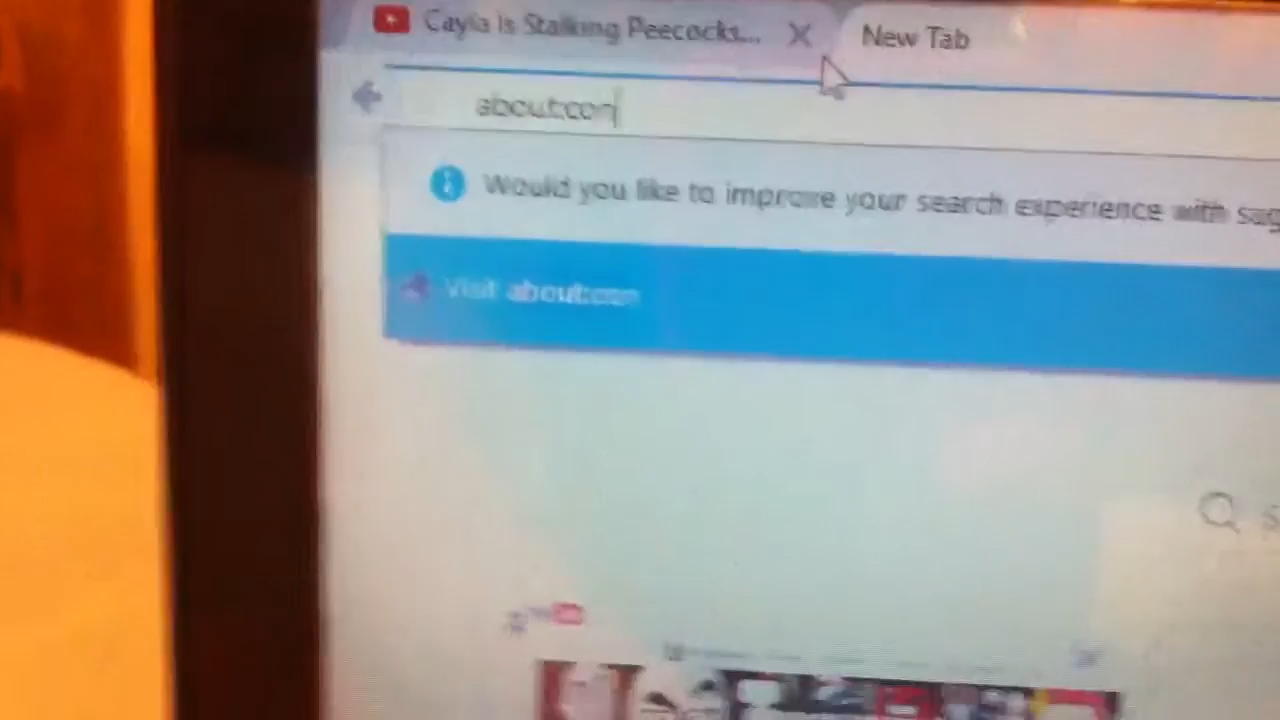 Cayla Is Stalking Peecocks...
New Tab
about:con
Would you like to improve your search experience with sug
Visit about:con